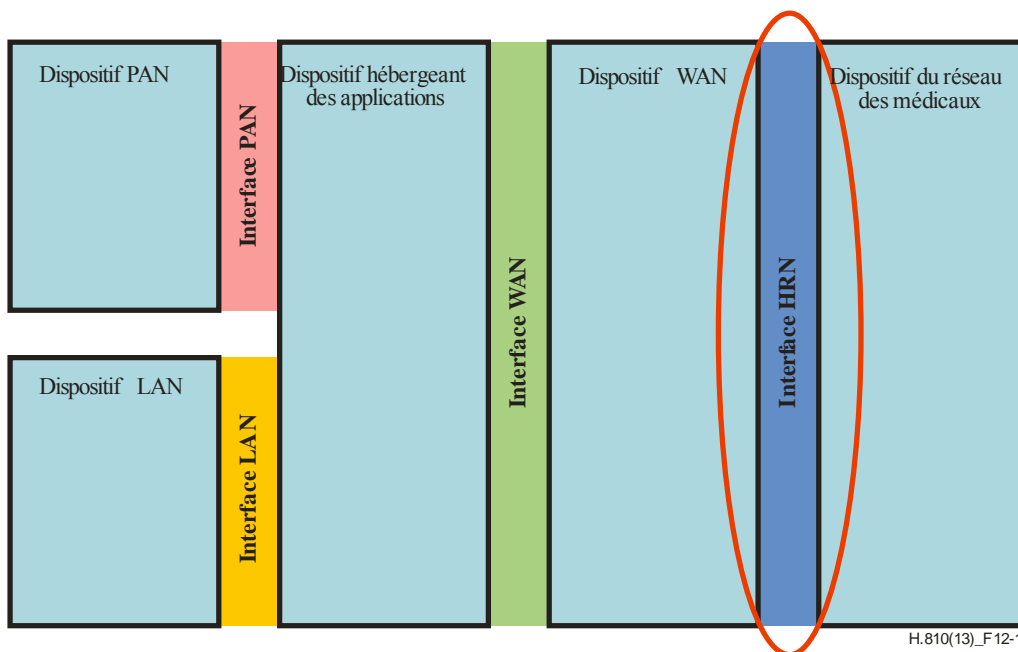 Dispositif PAN
Interface PAN
Dispositif LAN
Interface LAN
Dispositif hébergeant
des applications
Interface WAN
Dispositif WAN
Interface HRN
Dispositif du réseau
des médicaux
H.810(13)_F12-1